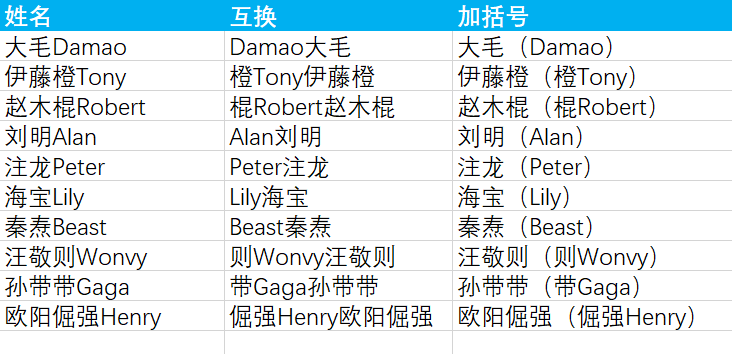 姓名 互换 加括号
大毛Damao Damao大毛 大毛（Damao）
伊藤橙Tony 橙Tony伊藤橙 伊藤橙（橙Tony）
赵木棍Robert 棍Robert赵木棍 赵木棍（棍Robert）
刘明Alan Alan刘明 刘明（Alan）
注龙Peter Peter注龙 注龙（Peter）
海宝Lily Lily海宝 海宝（Lily）
秦焘Beast Beast秦焘 秦焘（Beast）
汪敬则Wonvy 则Wonvy汪敬则 汪敬则（则Wonvy）
孙带带Gaga 带Gaga孙带带 孙带带（带Gaga）
欧阳倔强Henry 倔强Henry欧阳倔强 欧阳倔强（倔强Henry）